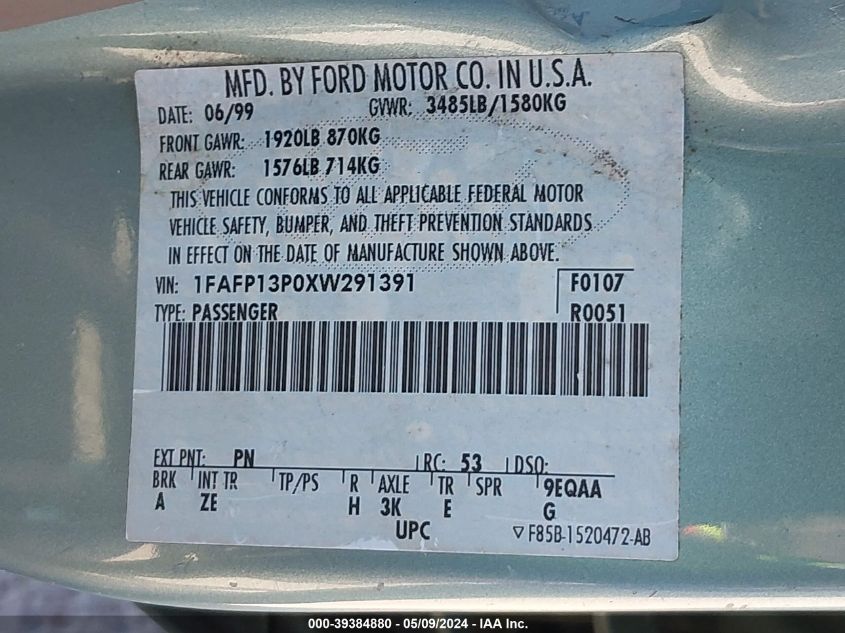 MFD. BY FORD MOTOR CO. IN U.S.A.
DATE: 06/99 GVWR: 3485LB/1580KG
FRONT GAWR: 1920LB 870KG
REAR GAWR: 1576LB 714KG
THIS VEHICLE CONFORMS TO ALL APPLICABLE FEDERAL MOTOR
VEHICLE SAFETY, BUMPER, AND THEFT PREVENTION STANDARDS
IN EFFECT ON THE DATE OF MANUFACTURE SHOWN ABOVE.
VIN: 1FAFP13P0XW291391 F0107
TYPE: PASSENGER R0051
EXT PNT: PN RC: 53 DSO:
BRK INT TR TP/PS R AXLE TR SPR 9EQAA
A ZE H 3K E G
UPC ▽F85B-1520472-AB
000-39384880 - 05/09/2024 - IAA Inc.